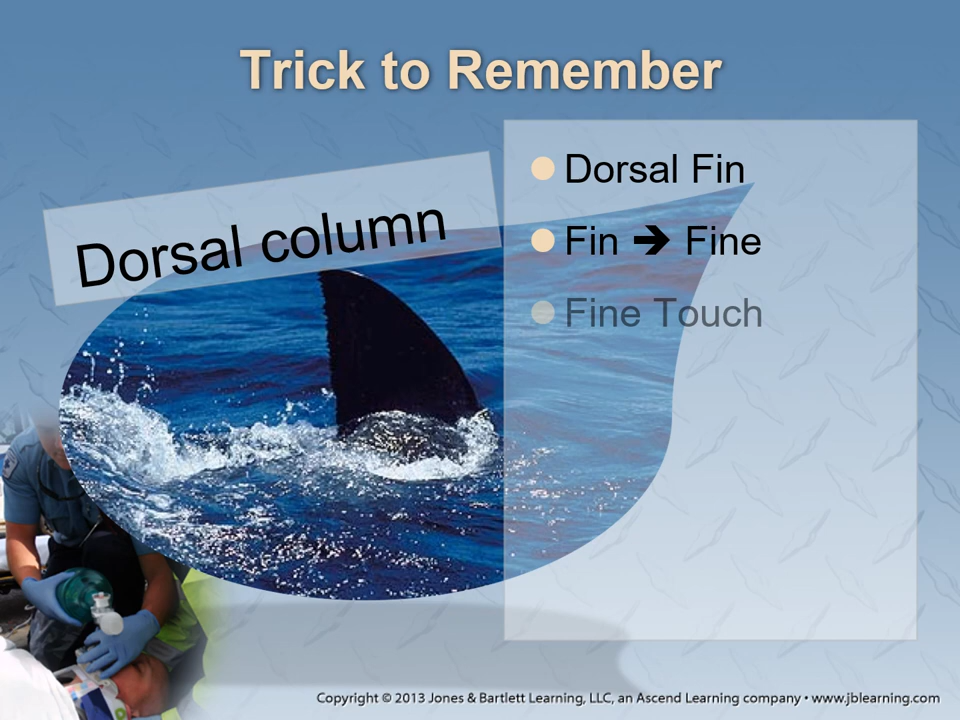 Trick to Remember
Dorsal column
Dorsal Fin
Fin ➔ Fine
Fine Touch
Copyright © 2013 Jones & Bartlett Learning, LLC, an Ascend Learning company • www.jblearning.com